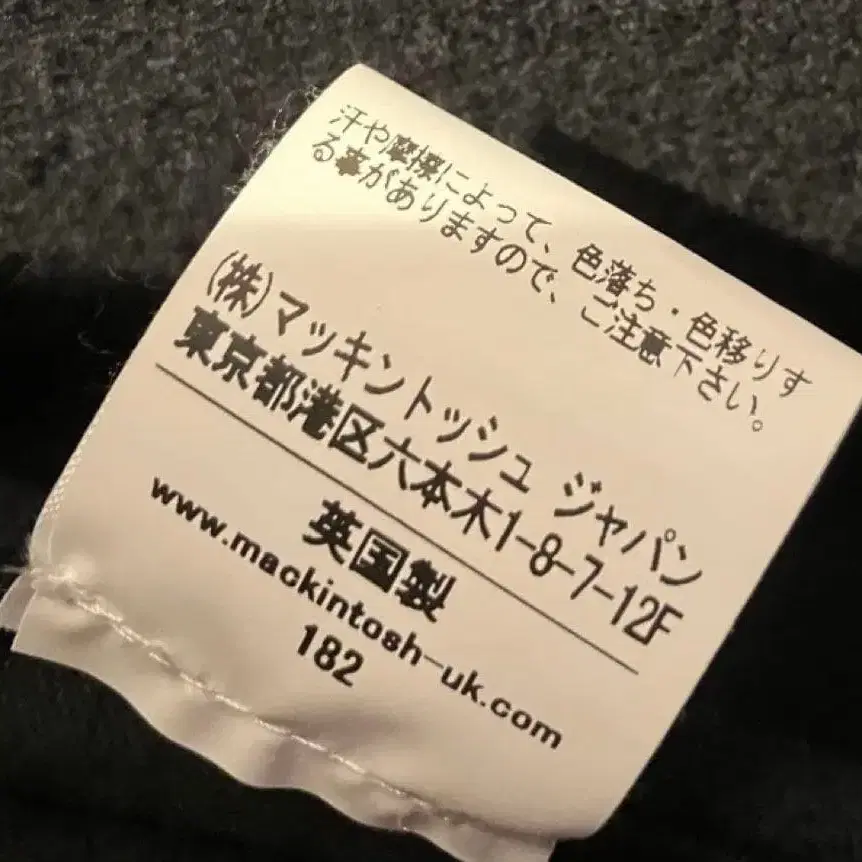 汗や摩擦によって、色落ち・色移りす
る事がありますので、ご注意下さい。
(株)マッキントッシュ ジャパン
東京都港区六本木1-8-7-12F
英国製
www.mackintosh-uk.com
182